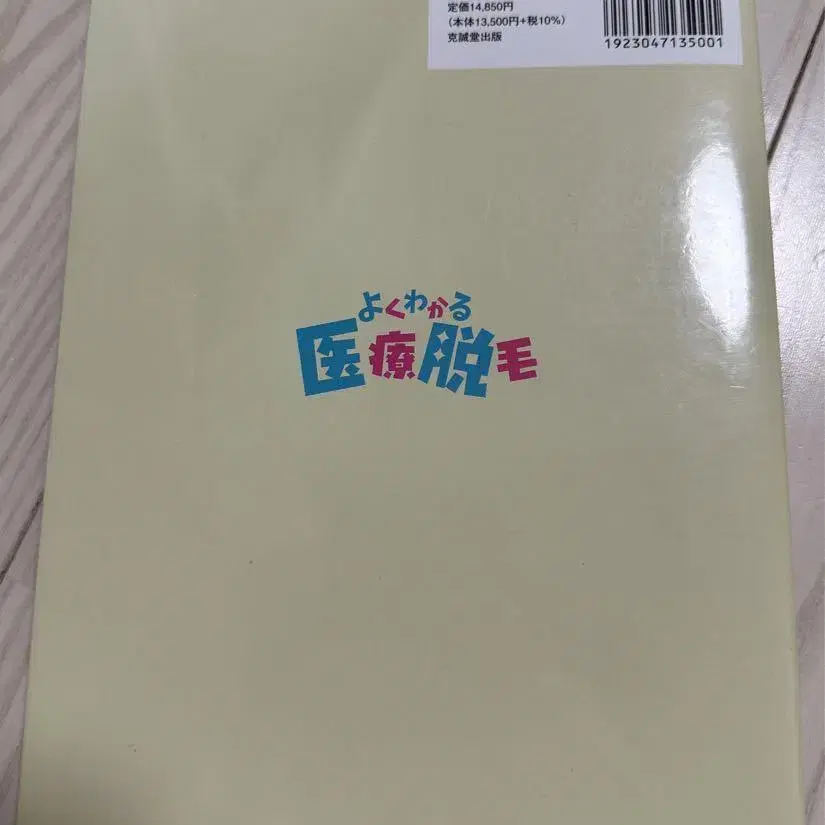 定価14,850円
(本体13,500円+税10%)
克誠堂出版
1923047135001
よくわかる
医療脱毛